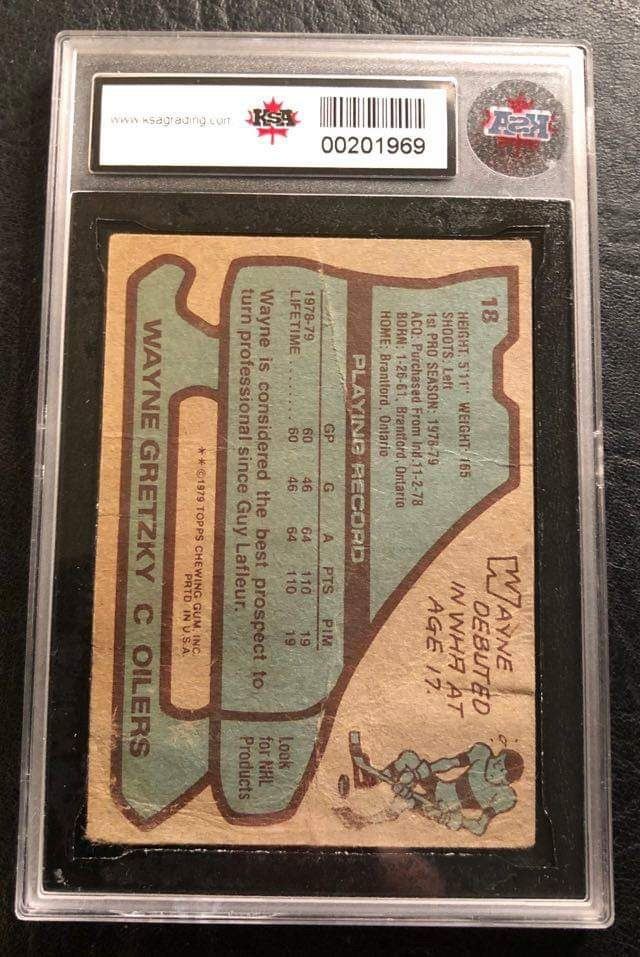 www.ksagrading.com
KSA
00201969
KSA
18
HEIGHT: 5'11" WEIGHT: 165
SHOOTS: Left
1st PRO SEASON: 1978-79
ACQ: Purchased From Ind 11-2-78
BORN: 1-26-61, Brantford Ontario
HOME: Brantford, Ontario
WAYNE
DEBUTED
IN WHA AT
AGE 17.
PLAYING RECORD
GP G A PTS PIM
1978-79 60 46 64 110 19
LIFETIME ........ 60 46 64 110 19
Wayne is considered the best prospect to
turn professional since Guy Lafleur.
Look
for NHL
Products
**©1979 TOPPS CHEWING GUM, INC.
PRTD IN U.S.A.
WAYNE GRETZKY C OILERS